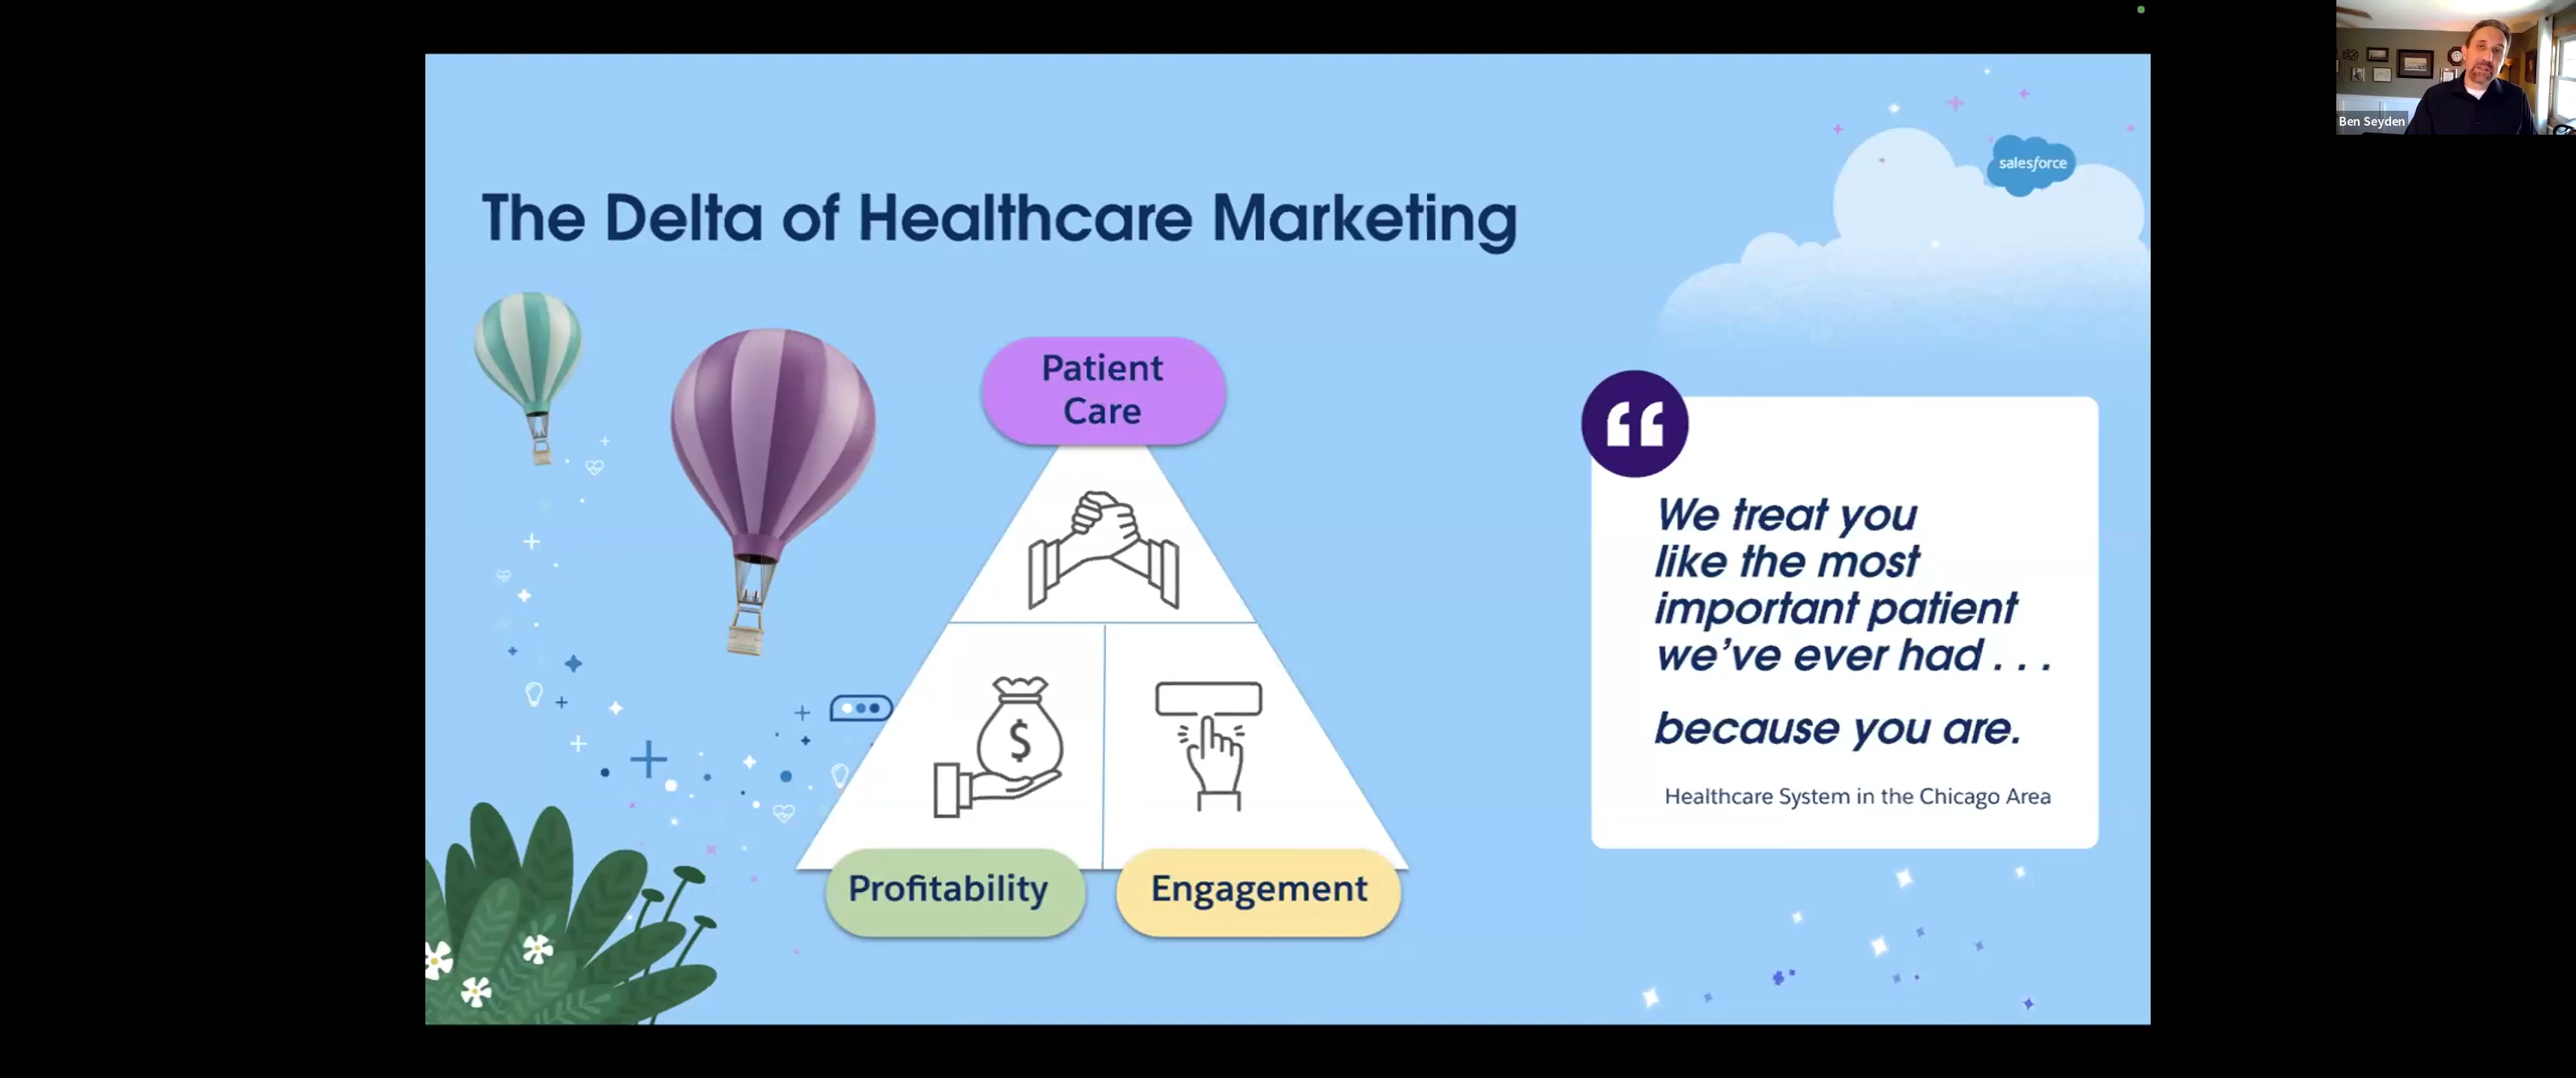 The Delta of Healthcare Marketing
salesforce
Ben Seyden
Patient
Care
$
Profitability
Engagement
“
We treat you
like the most
important patient
we’ve ever had . . .
because you are.
Healthcare System in the Chicago Area